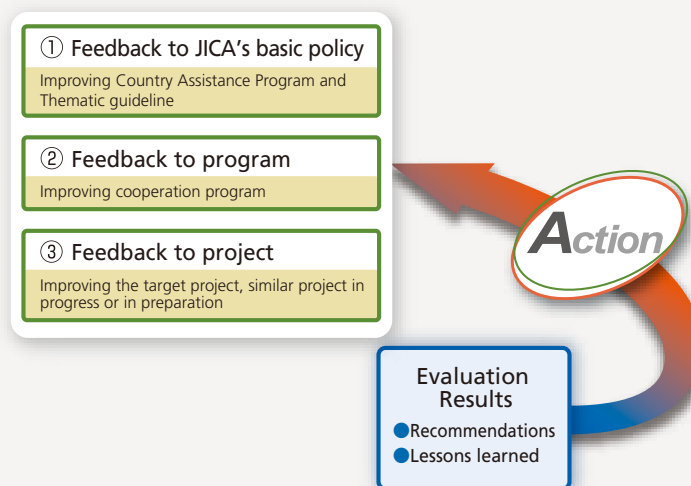 ① Feedback to JICA's basic policy
Improving Country Assistance Program and
Thematic guideline
② Feedback to program
Improving cooperation program
③ Feedback to project
Improving the target project, similar project in
progress or in preparation
Action
Evaluation
Results
●Recommendations
●Lessons learned